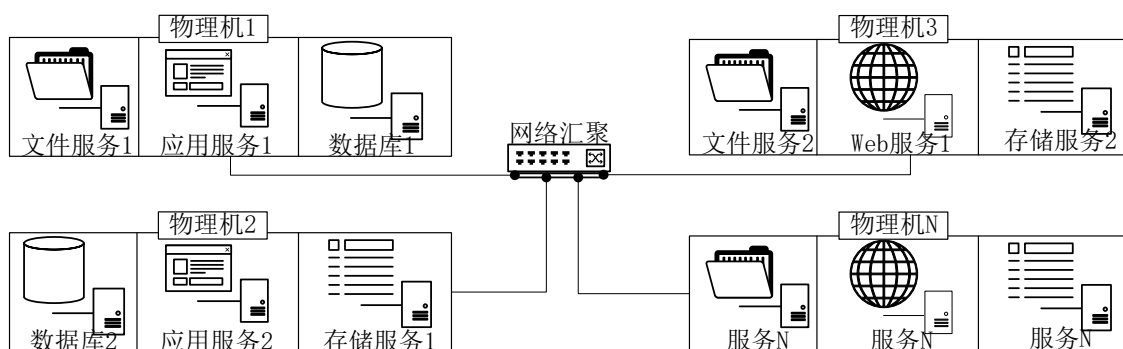 物理机1
文件服务1
应用服务1
数据库1
网络汇聚
物理机3
文件服务2
Web服务1
存储服务2
物理机2
数据库2
应用服务2
存储服务1
物理机N
服务N
服务N
服务N